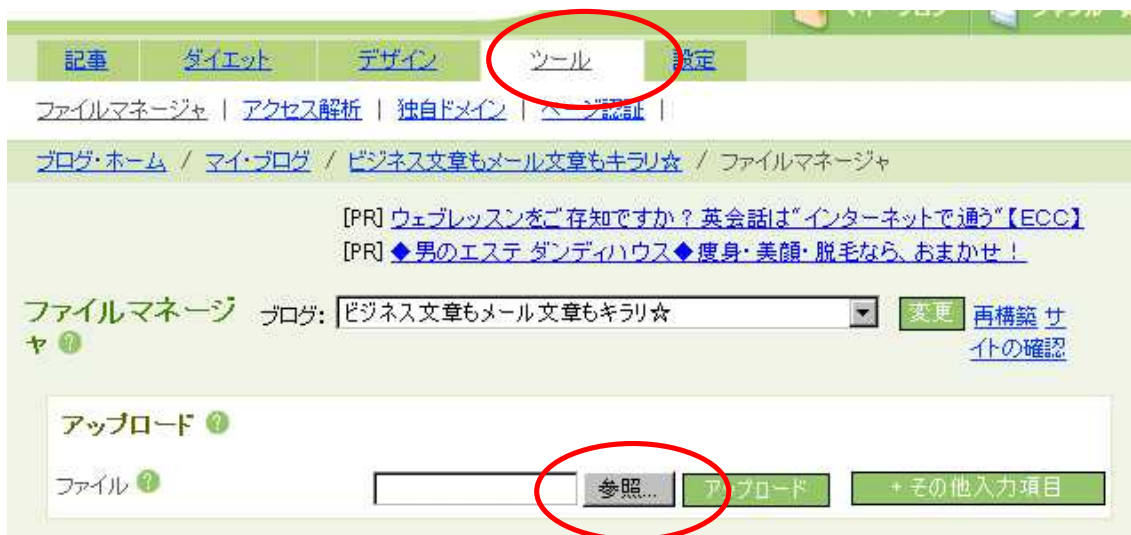 記事 ダイエット デザイン ツール 設定
ファイルマネージャ | アクセス解析 | 独自ドメイン | ページ認証 |
ブログ・ホーム / マイ・ブログ / ビジネス文章もメール文章もキラリ☆ / ファイルマネージャ
[PR] ウェブレッスンをご存知ですか？英会話は"インターネットで通う"【ECC】
[PR] ◆男のエステ ダンディハウス◆痩身・美顔・脱毛なら、おまかせ！
ファイルマネージ ブログ: ビジネス文章もメール文章もキラリ☆ 変更 再構築 サ
ャ ? イトの確認
アップロード ?
ファイル ? 参照... アップロード + その他入力項目